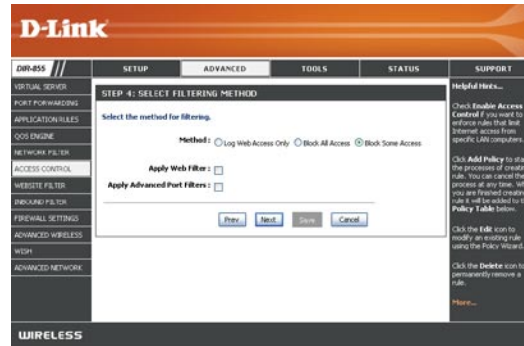 D-Link
DIR-855
SETUP
ADVANCED
TOOLS
STATUS
SUPPORT
VIRTUAL SERVER
PORT FORWARDING
APPLICATION RULES
QOS ENGINE
NETWORK FILTER
ACCESS CONTROL
WEBSITE FILTER
INBOUND FILTER
FIREWALL SETTINGS
ADVANCED WIRELESS
WISH
ADVANCED NETWORK
STEP 4: SELECT FILTERING METHOD
Select the method for filtering.
Method : Log Web Access Only Block All Access Block Some Access
Apply Web Filter :
Apply Advanced Port Filters :
Prev Next Save Cancel
Helpful Hints...
Check Enable Access
Control if you want to
enforce rules that limit
Internet access from
specific LAN computers.
Click Add Policy to
the processes of
rule. You can cancel the
process at any time.
you are finished creating
rule it will be added to
Policy Table below.
Click the Edit icon to
modify an existing rule
using the Policy Wizard.
Click the Delete icon to
permanently remove a
rule.
More...
WIRELESS